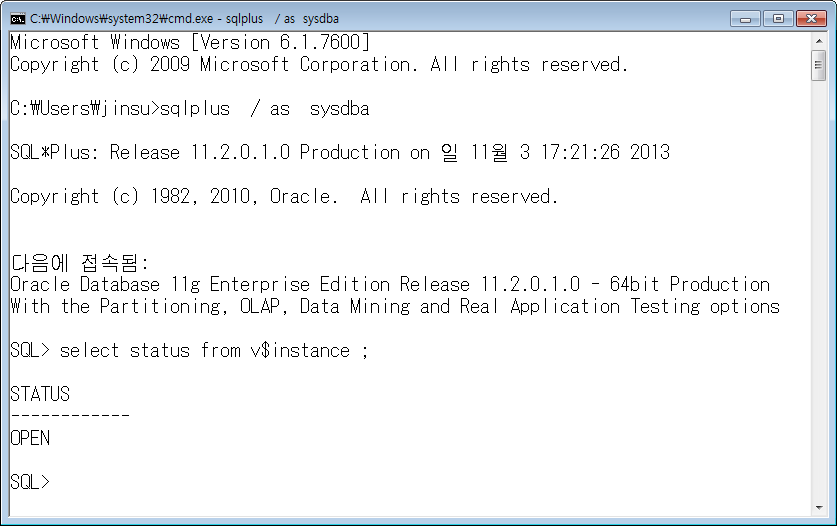 C:₩Windows₩system32₩cmd.exe - sqlplus  / as  sysdba
Microsoft Windows [Version 6.1.7600]
Copyright (c) 2009 Microsoft Corporation. All rights reserved.
C:₩Users₩jinsu>sqlplus  / as  sysdba
SQL*Plus: Release 11.2.0.1.0 Production on 일 11월 3 17:21:26 2013
Copyright (c) 1982, 2010, Oracle.  All rights reserved.
다음에 접속됨:
Oracle Database 11g Enterprise Edition Release 11.2.0.1.0 - 64bit Production
With the Partitioning, OLAP, Data Mining and Real Application Testing options
SQL> select status from v$instance ;
STATUS
------------
OPEN
SQL>